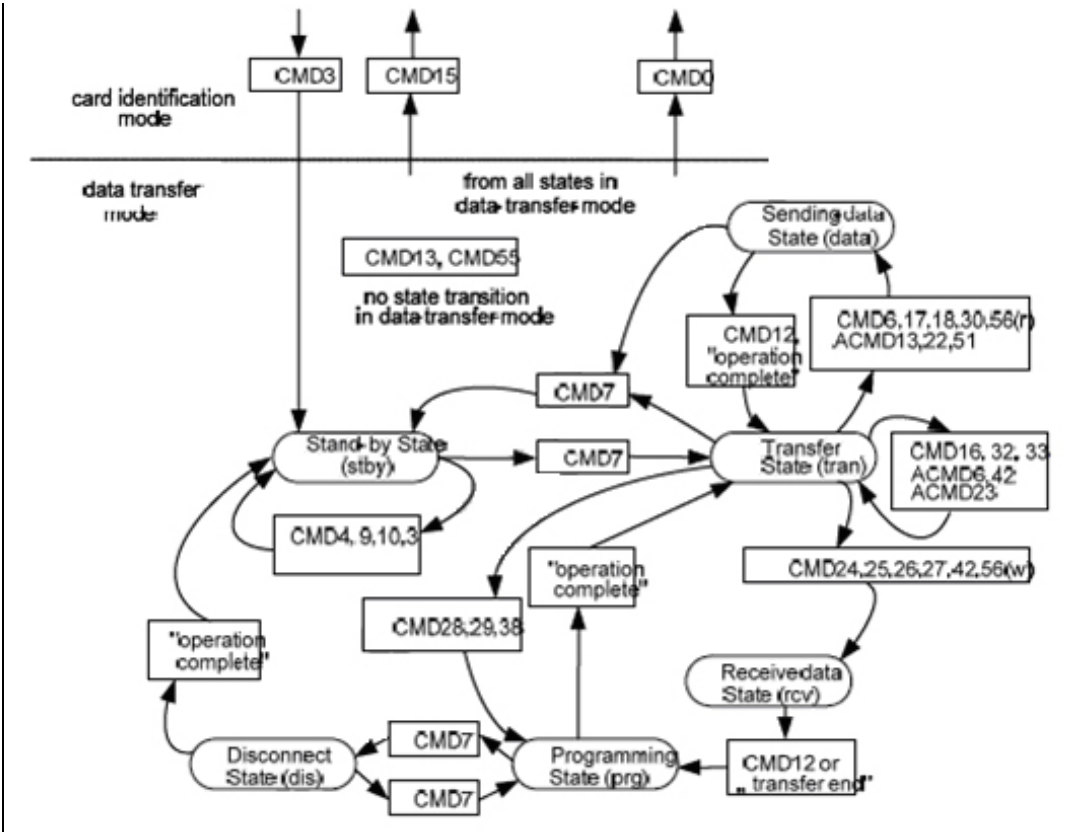 CMD3
CMD15
CMD0
card identification
mode
data transfer
mode
from all states in
data-transfer-mode
Sending-data
State (data)
CMD13, CMD55
no state transition
in data-transfer-mode
CMD12,
"operation
complete"
CMD6,17,18,30,56(r)
ACMD13,22,51
CMD7
Stand-by State
(stby)
CMD7
Transfer
State (tran)
CMD16, 32, 33
ACMD6,42
ACMD23
CMD4, 9,10,3
"operation
complete"
CMD24,25,26,27,42,56(w)
CMD28,29,38
"operation
complete"
Receive-data
State (rcv)
CMD7
Disconnect
State (dis)
Programming
State (prg)
CMD12 or
„ transfer end"
CMD7